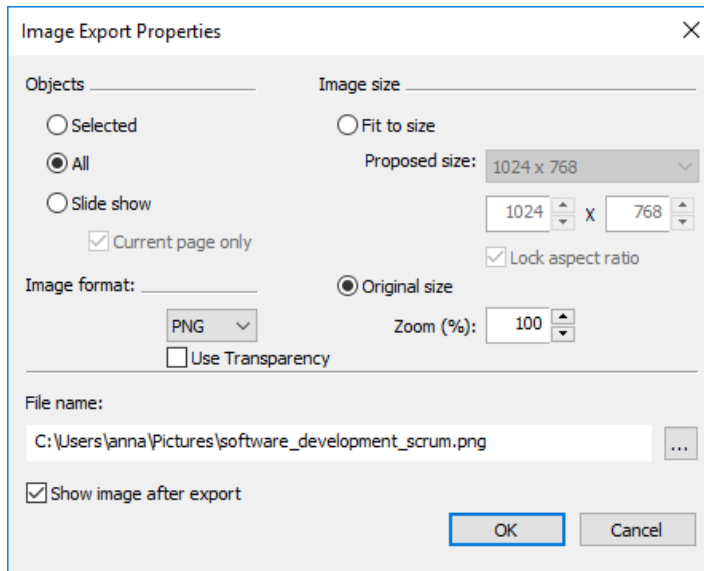 Image Export Properties
Objects
Image size
Selected
Fit to size
All
Proposed size: 1024 x 768
Slide show
1024 X 768
Current page only
Lock aspect ratio
Image format:
Original size
PNG
Zoom (%): 100
Use Transparency
File name:
C:\Users\anna\Pictures\software_development_scrum.png
...
Show image after export
OK
Cancel